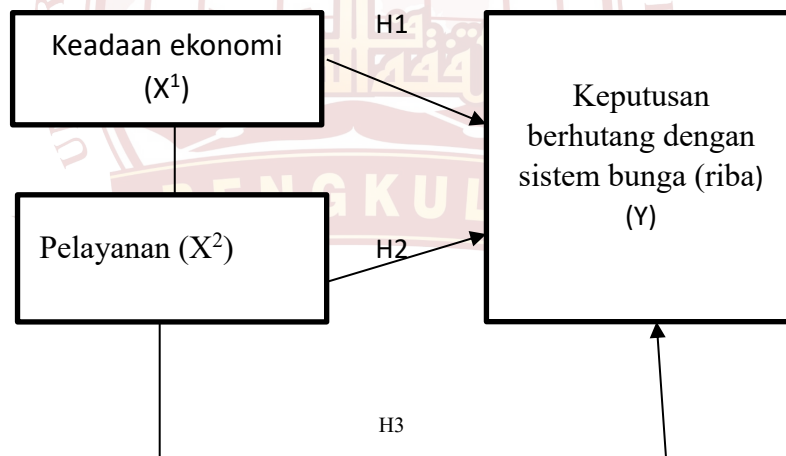 H1
Keadaan ekonomi
(X¹)
Keputusan
berhutang dengan
sistem bunga (riba)
(Y)
Pelayanan (X²)
H2
H3